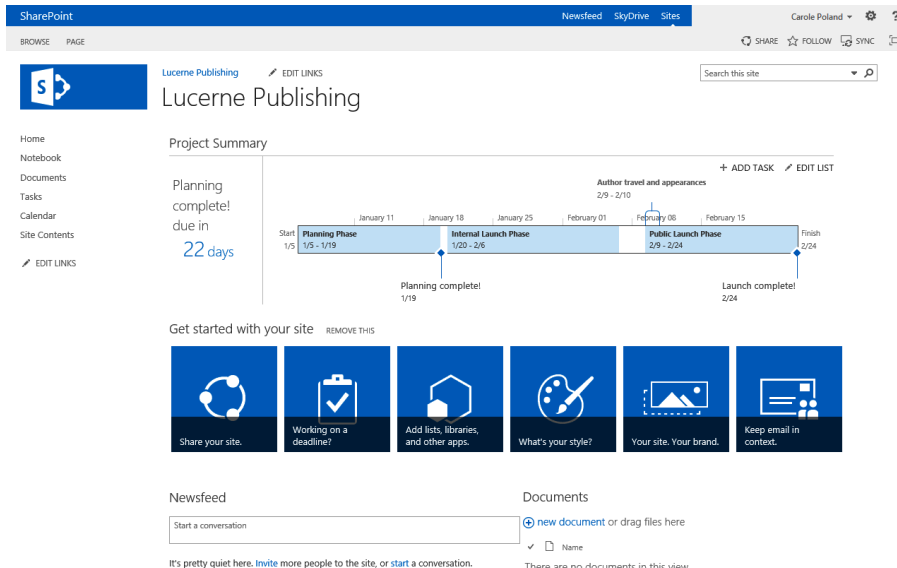 SharePoint
Newsfeed SkyDrive Sites
Carole Poland
?
BROWSE PAGE
SHARE FOLLOW SYNC
S
Lucerne Publishing
EDIT LINKS
Search this site
Lucerne Publishing
Home
Notebook
Documents
Tasks
Calendar
Site Contents
EDIT LINKS
Project Summary
+ ADD TASK EDIT LIST
Planning
complete!
due in
22 days
Author travel and appearances
2/9 - 2/10
January 11 January 18 January 25 February 01 February 08 February 15
Start Planning Phase Internal Launch Phase Public Launch Phase Finish
1/5 1/5 - 1/19 1/20 - 2/6 2/9 - 2/24 2/24
Planning complete! Launch complete!
1/19 2/24
Get started with your site REMOVE THIS
Share your site.
Working on a
deadline?
Add lists, libraries,
and other apps.
What's your style?
Your site. Your brand.
Keep email in
context.
Newsfeed
Start a conversation
It's pretty quiet here. Invite more people to the site, or start a conversation.
Documents
new document or drag files here
Name
There are no documents in this view